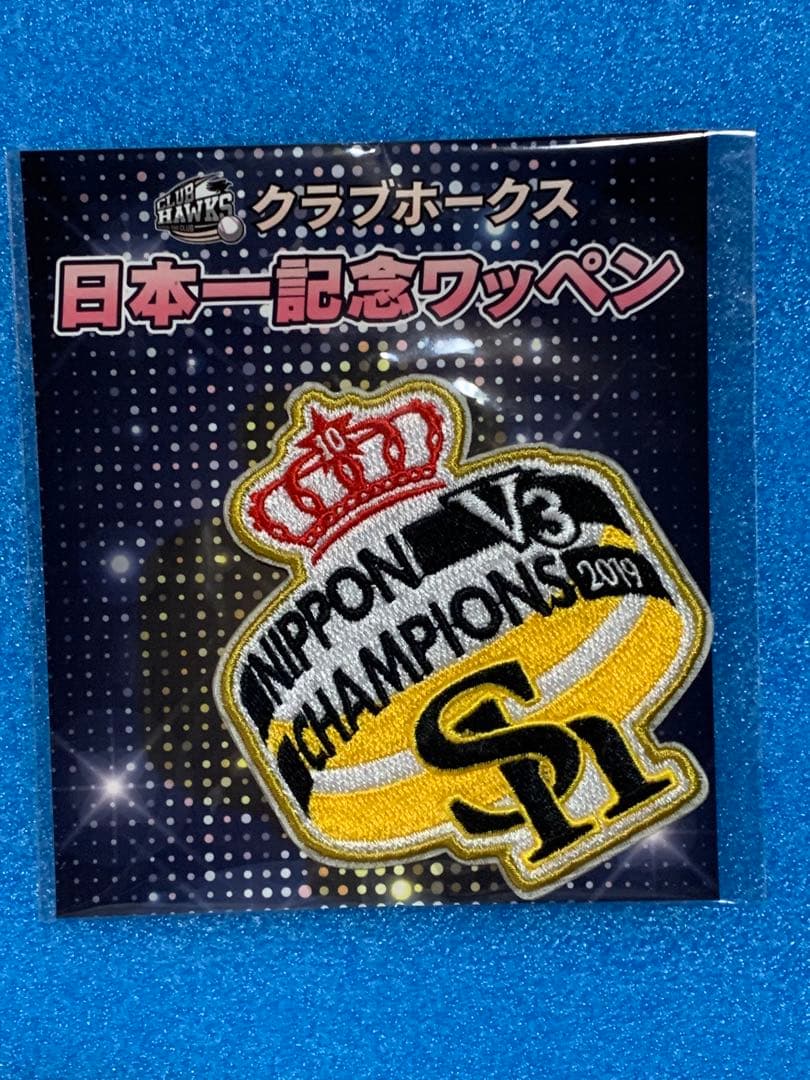 CLUB HAWKS
クラブホークス
日本一記念ワッペン
10
V3
NIPPON
CHAMPIONS 2019
SH